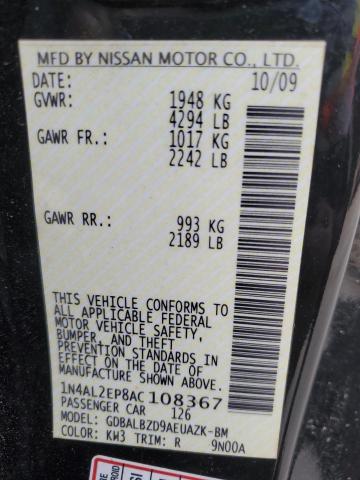 MFD BY NISSAN MOTOR CO., LTD.
DATE: 10/09
GVWR: 1948 KG
4294 LB
GAWR FR.: 1017 KG
2242 LB
GAWR RR.: 993 KG
2189 LB
THIS VEHICLE CONFORMS TO
ALL APPLICABLE FEDERAL
MOTOR VEHICLE SAFETY,
BUMPER, AND THEFT
PREVENTION STANDARDS IN
EFFECT ON THE DATE OF
MANUFACTURE SHOWN ABOVE.
1N4AL2EP8AC108367
PASSENGER CAR 126
MODEL: GDBALBZD9AEUAZK-BM
COLOR: KW3 TRIM: R 9N00A